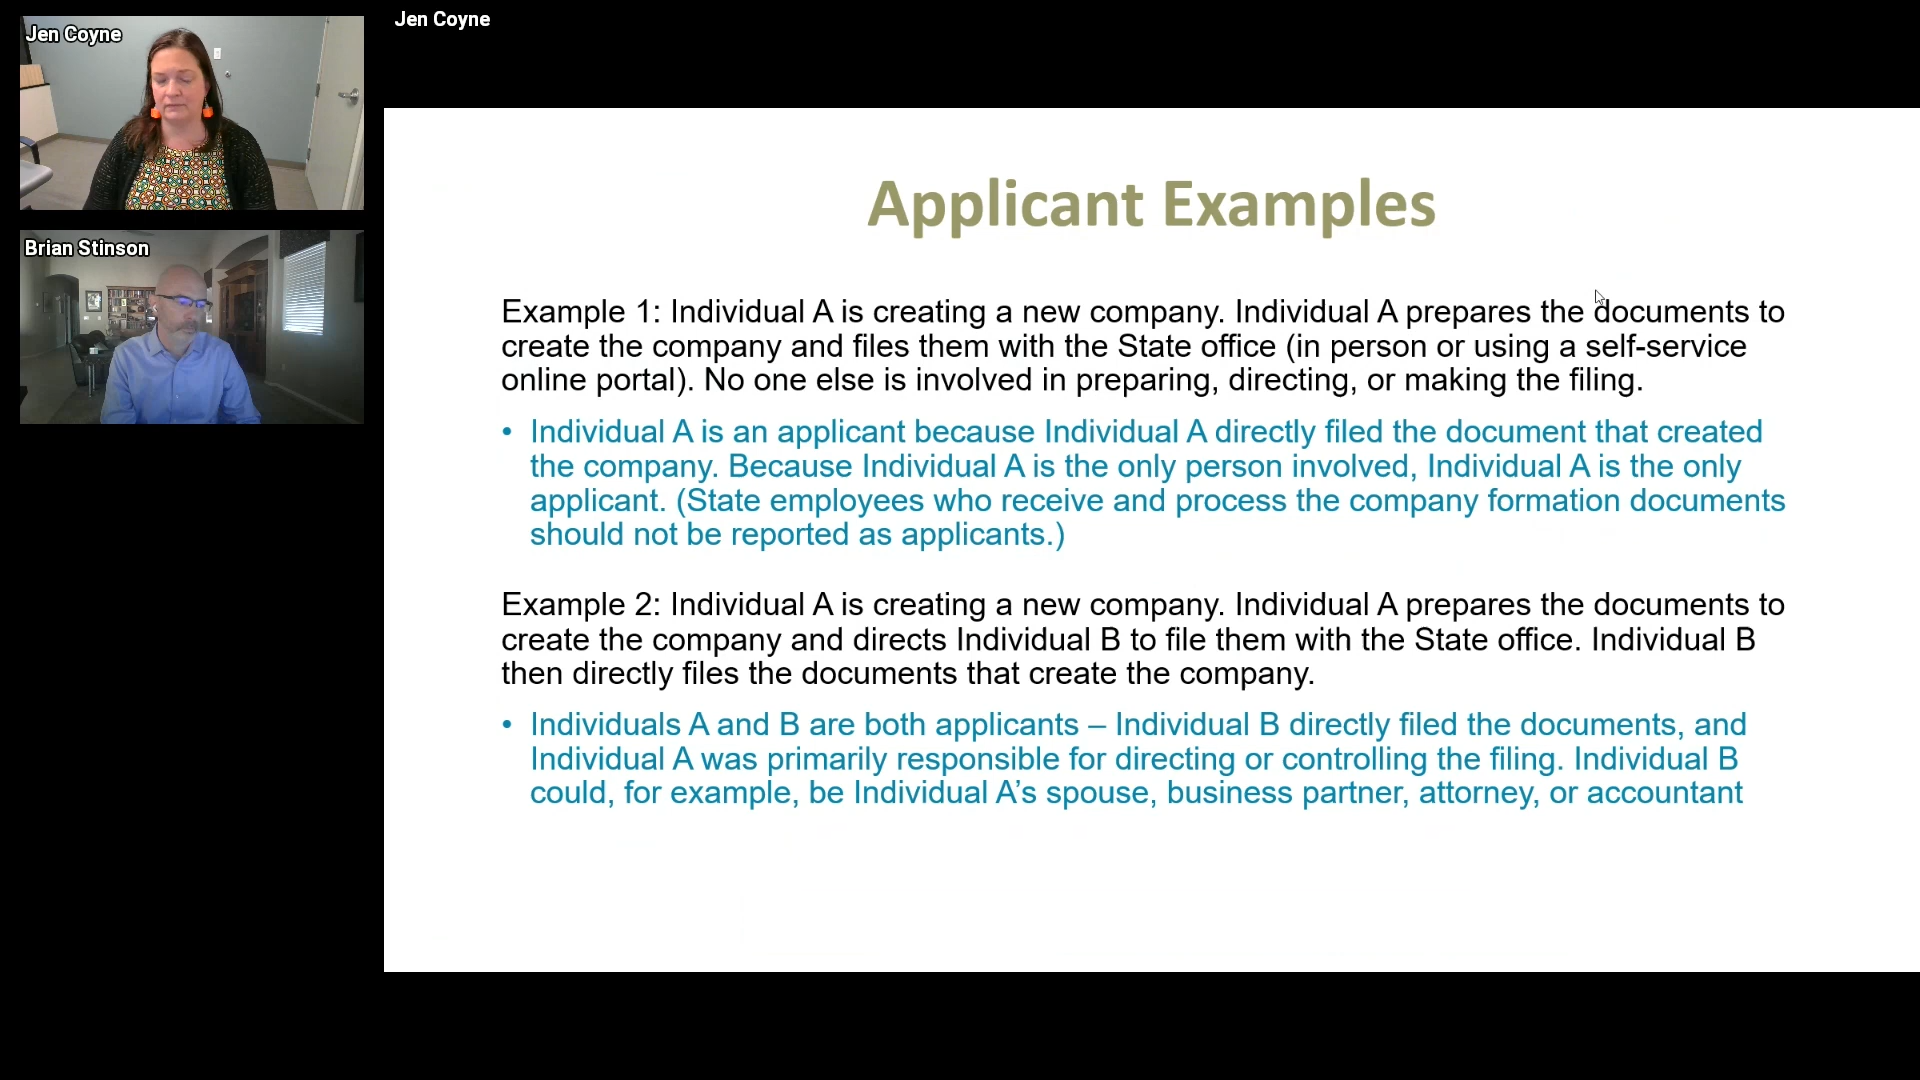 Jen Coyne
Jen Coyne
Brian Stinson
Applicant Examples
Example 1: Individual A is creating a new company. Individual A prepares the documents to
create the company and files them with the State office (in person or using a self-service
online portal). No one else is involved in preparing, directing, or making the filing.
• Individual A is an applicant because Individual A directly filed the document that created
the company. Because Individual A is the only person involved, Individual A is the only
applicant. (State employees who receive and process the company formation documents
should not be reported as applicants.)
Example 2: Individual A is creating a new company. Individual A prepares the documents to
create the company and directs Individual B to file them with the State office. Individual B
then directly files the documents that create the company.
• Individuals A and B are both applicants – Individual B directly filed the documents, and
Individual A was primarily responsible for directing or controlling the filing. Individual B
could, for example, be Individual A’s spouse, business partner, attorney, or accountant